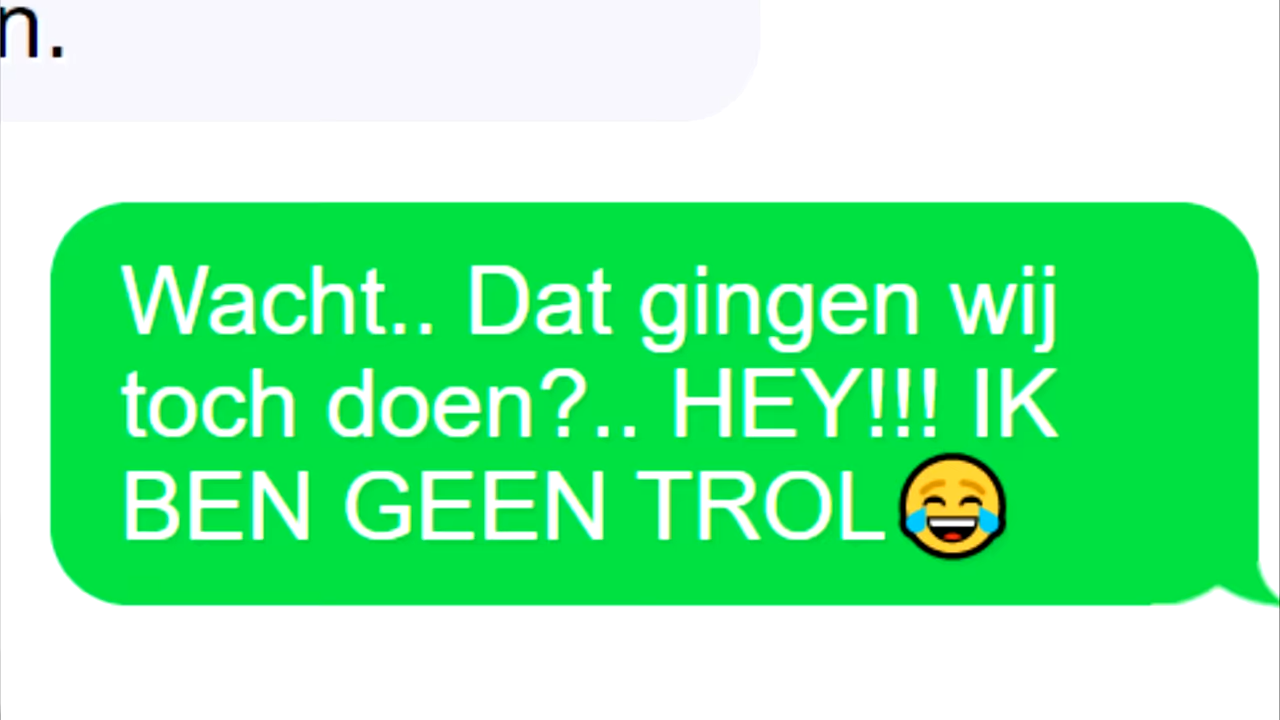 n.
Wacht.. Dat gingen wij
toch doen?.. HEY!!! IK
BEN GEEN TROL😂